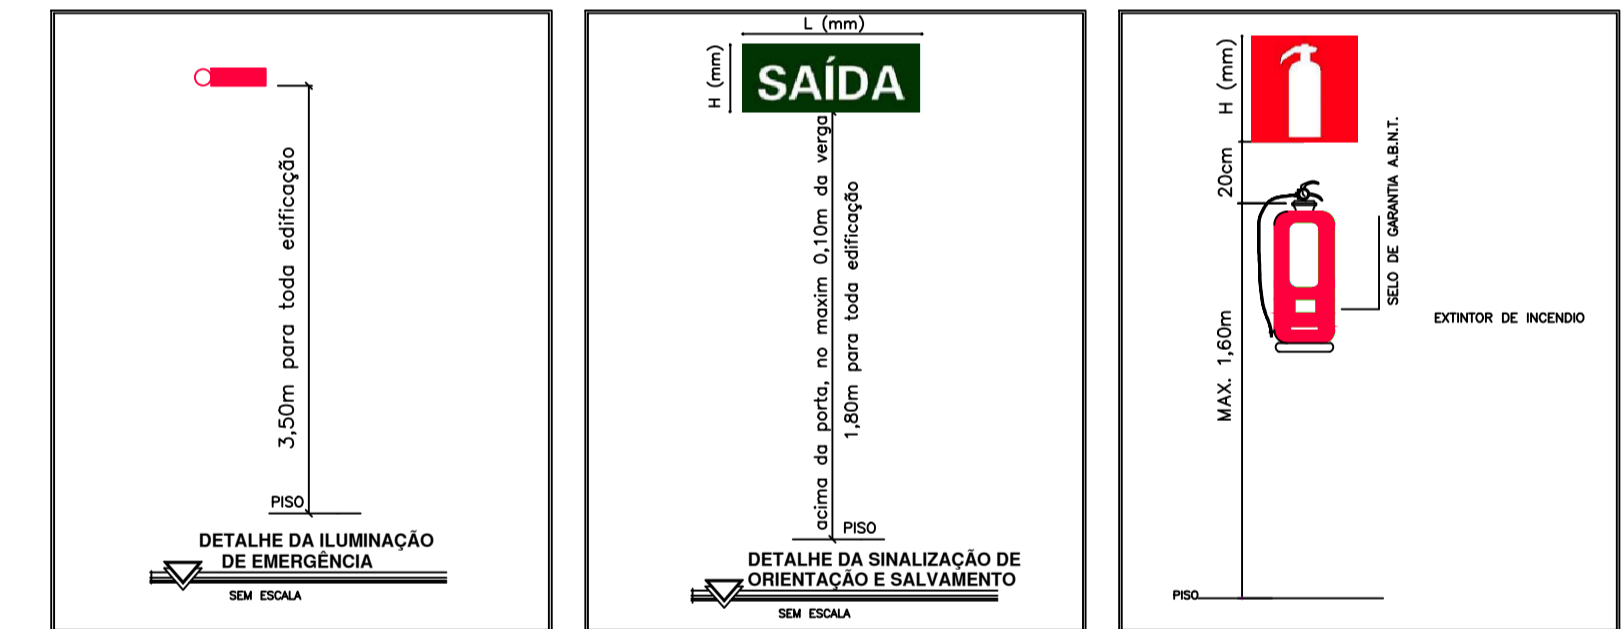 3,50m para toda edificação
PISO
DETALHE DA ILUMINAÇÃO
DE EMERGÊNCIA
SEM ESCALA
L (mm)
H (mm)
SAÍDA
acima da porta, no maxim 0,10m da verga
1,80m para toda edificação
PISO
DETALHE DA SINALIZAÇÃO DE
ORIENTAÇÃO E SALVAMENTO
SEM ESCALA
H (mm)
20cm
MAX. 1,60m
SELO DE GARANTIA A.B.N.T.
EXTINTOR DE INCENDIO
PISO